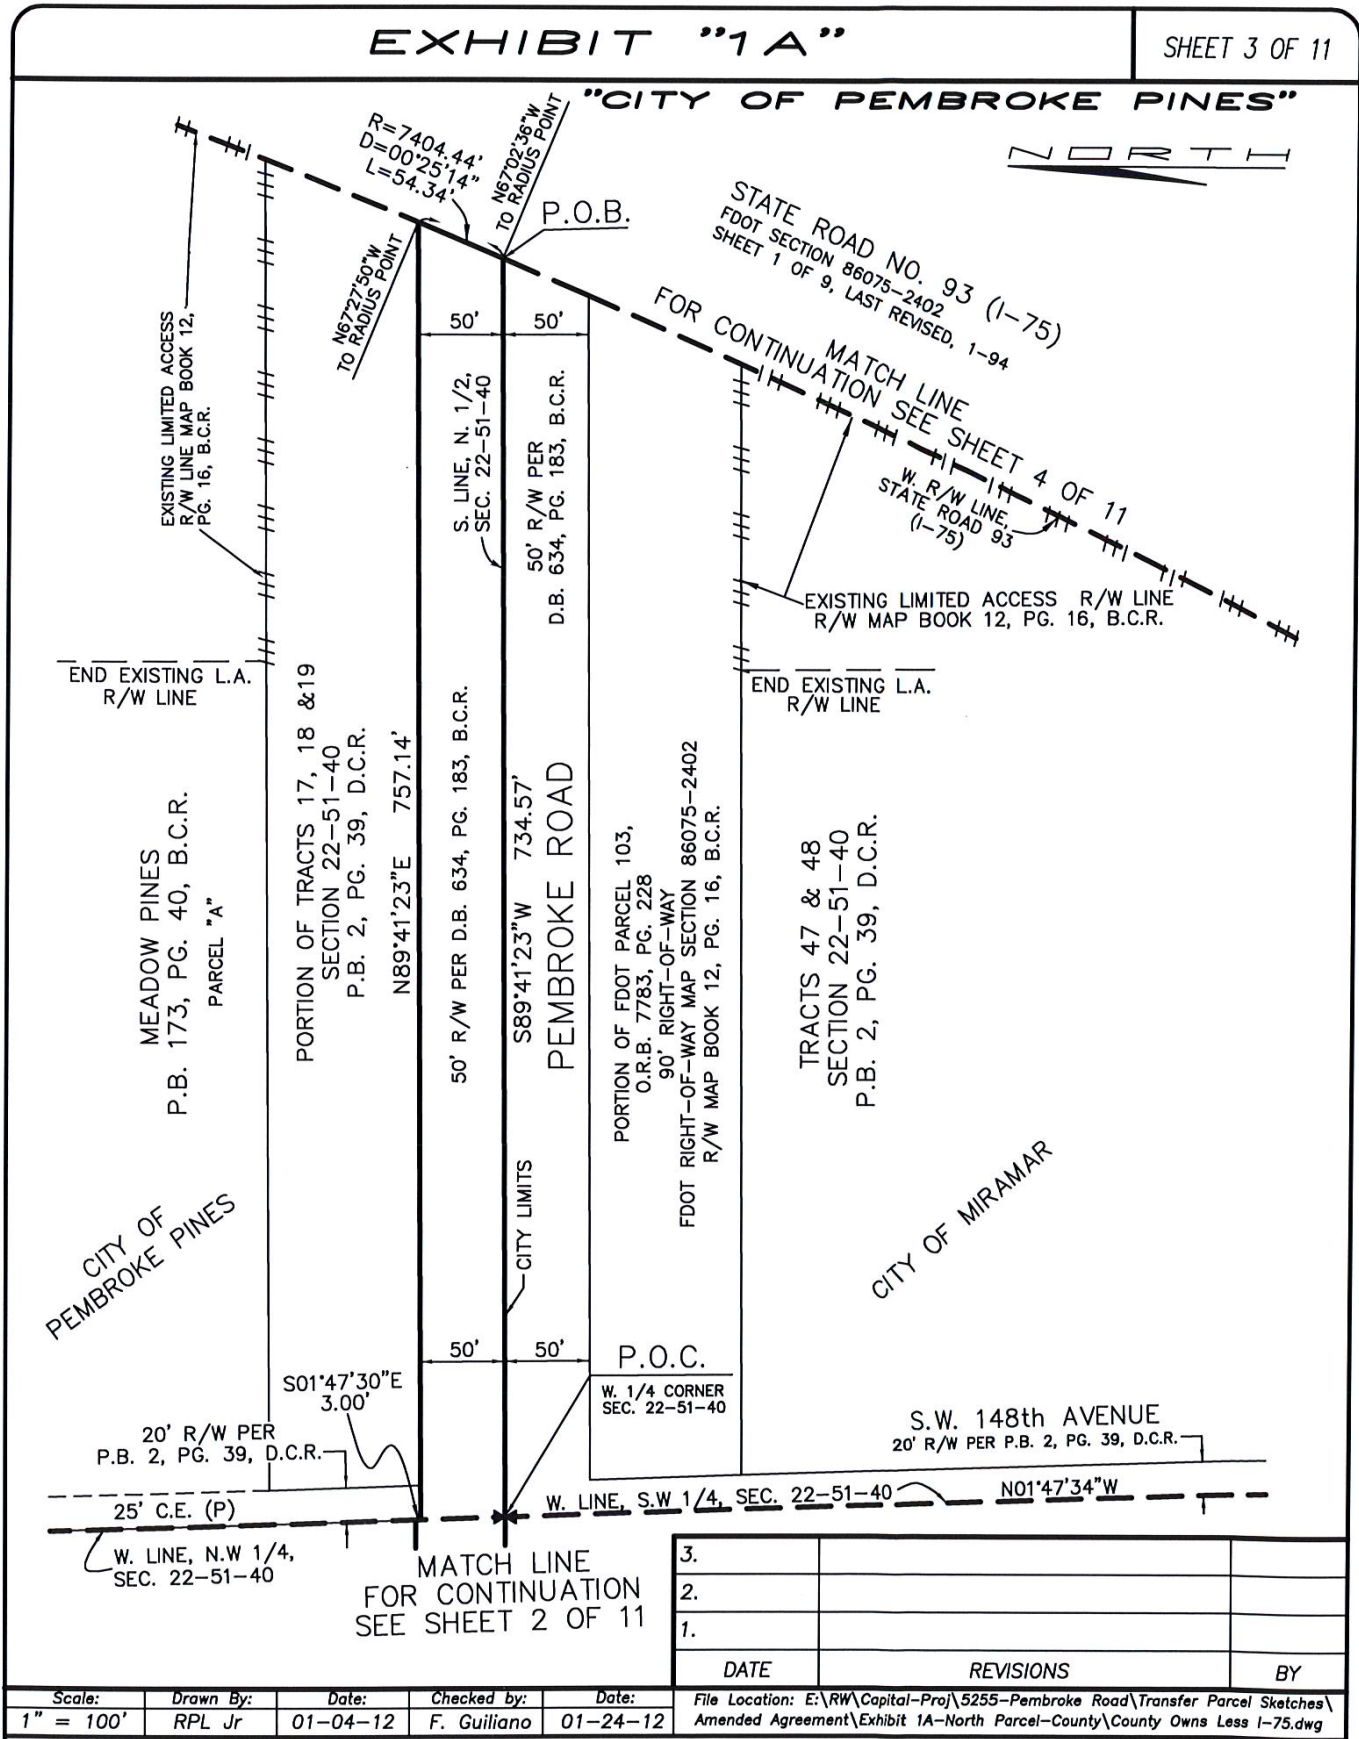 EXHIBIT "1A"
SHEET 3 OF 11
"CITY OF PEMBROKE PINES"
NORTH
R=7404.44'
D=00°25'14"
L=54.34'
N67°02'36"W
TO RADIUS POINT
P.O.B.
N67°27'50"W
TO RADIUS POINT
STATE ROAD NO. 93 (I-75)
FDOT SECTION 86075-2402
SHEET 1 OF 9, LAST REVISED, 1-94
MATCH LINE
FOR CONTINUATION SEE SHEET 4 OF 11
W. R/W LINE,
STATE ROAD 93
(I-75)
EXISTING LIMITED ACCESS
R/W LINE MAP BOOK 12,
PG. 16, B.C.R.
50'
50'
S. LINE, N. 1/2,
SEC. 22-51-40
50' R/W PER
D.B. 634, PG. 183, B.C.R.
EXISTING LIMITED ACCESS R/W LINE
R/W MAP BOOK 12, PG. 16, B.C.R.
END EXISTING L.A.
R/W LINE
END EXISTING L.A.
R/W LINE
MEADOW PINES
P.B. 173, PG. 40, B.C.R.
PARCEL "A"
PORTION OF TRACTS 17, 18 &19
SECTION 22-51-40
P.B. 2, PG. 39, D.C.R.
N89°41'23"E 757.14'
50' R/W PER D.B. 634, PG. 183, B.C.R.
S89°41'23"W 734.57'
PEMBROKE ROAD
PORTION OF FDOT PARCEL 103,
O.R.B. 7783, PG. 228
90' RIGHT-OF-WAY
FDOT RIGHT-OF-WAY MAP SECTION 86075-2402
R/W MAP BOOK 12, PG. 16, B.C.R.
TRACTS 47 & 48
SECTION 22-51-40
P.B. 2, PG. 39, D.C.R.
CITY OF
PEMBROKE PINES
CITY LIMITS
CITY OF MIRAMAR
50'
50'
P.O.C.
W. 1/4 CORNER
SEC. 22-51-40
S01°47'30"E
3.00'
20' R/W PER
P.B. 2, PG. 39, D.C.R.
S.W. 148th AVENUE
20' R/W PER P.B. 2, PG. 39, D.C.R.
25' C.E. (P)
W. LINE, S.W 1/4, SEC. 22-51-40
N01°47'34"W
W. LINE, N.W 1/4,
SEC. 22-51-40
MATCH LINE
FOR CONTINUATION
SEE SHEET 2 OF 11
3.
2.
1.
DATE REVISIONS BY
Scale: Drawn By: Date: Checked by: Date:
1" = 100' RPL Jr 01-04-12 F. Guiliano 01-24-12
File Location: E:\RW\Capital-Proj\5255-Pembroke Road\Transfer Parcel Sketches\
Amended Agreement\Exhibit 1A-North Parcel-County\County Owns Less I-75.dwg